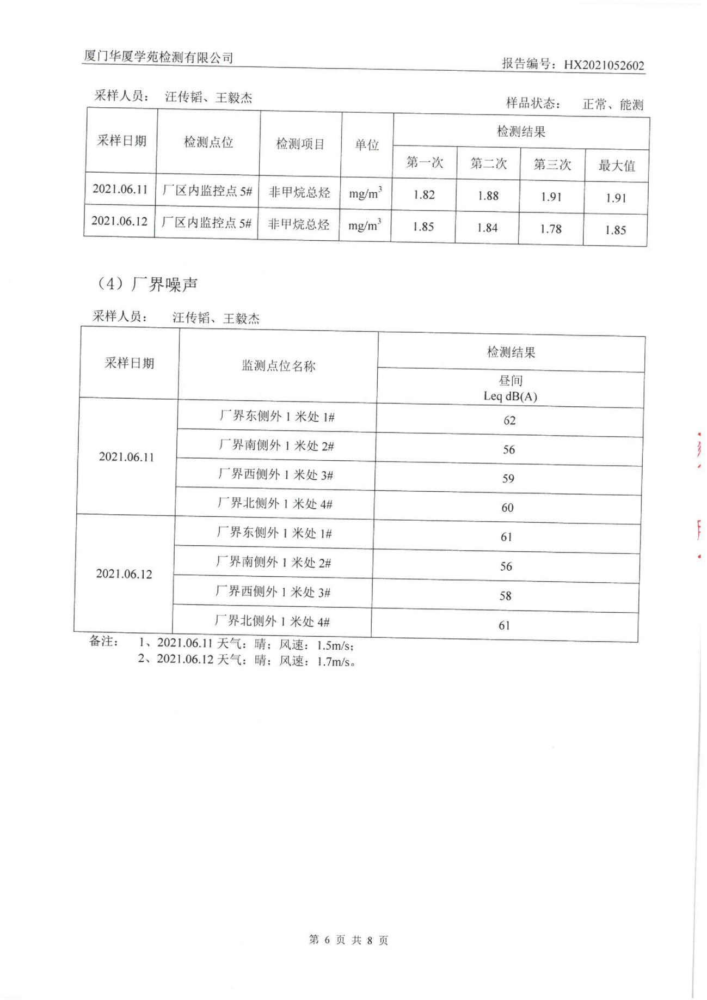 厦门华厦学苑检测有限公司 报告编号：HX2021052602
采样人员： 汪传韬、王毅杰 样品状态： 正常、能测
采样日期 检测点位 检测项目 单位 检测结果
第一次 第二次 第三次 最大值
2021.06.11 厂区内监控点 5# 非甲烷总烃 mg/m³ 1.82 1.88 1.91 1.91
2021.06.12 厂区内监控点 5# 非甲烷总烃 mg/m³ 1.85 1.84 1.78 1.85
（4）厂界噪声
采样人员： 汪传韬、王毅杰
采样日期 监测点位名称 检测结果
昼间
Leq dB(A)
2021.06.11 厂界东侧外 1 米处 1# 62
厂界南侧外 1 米处 2# 56
厂界西侧外 1 米处 3# 59
厂界北侧外 1 米处 4# 60
2021.06.12 厂界东侧外 1 米处 1# 61
厂界南侧外 1 米处 2# 56
厂界西侧外 1 米处 3# 58
厂界北侧外 1 米处 4# 61
备注： 1、2021.06.11 天气：晴；风速：1.5m/s；
2、2021.06.12 天气：晴；风速：1.7m/s。
第 6 页 共 8 页